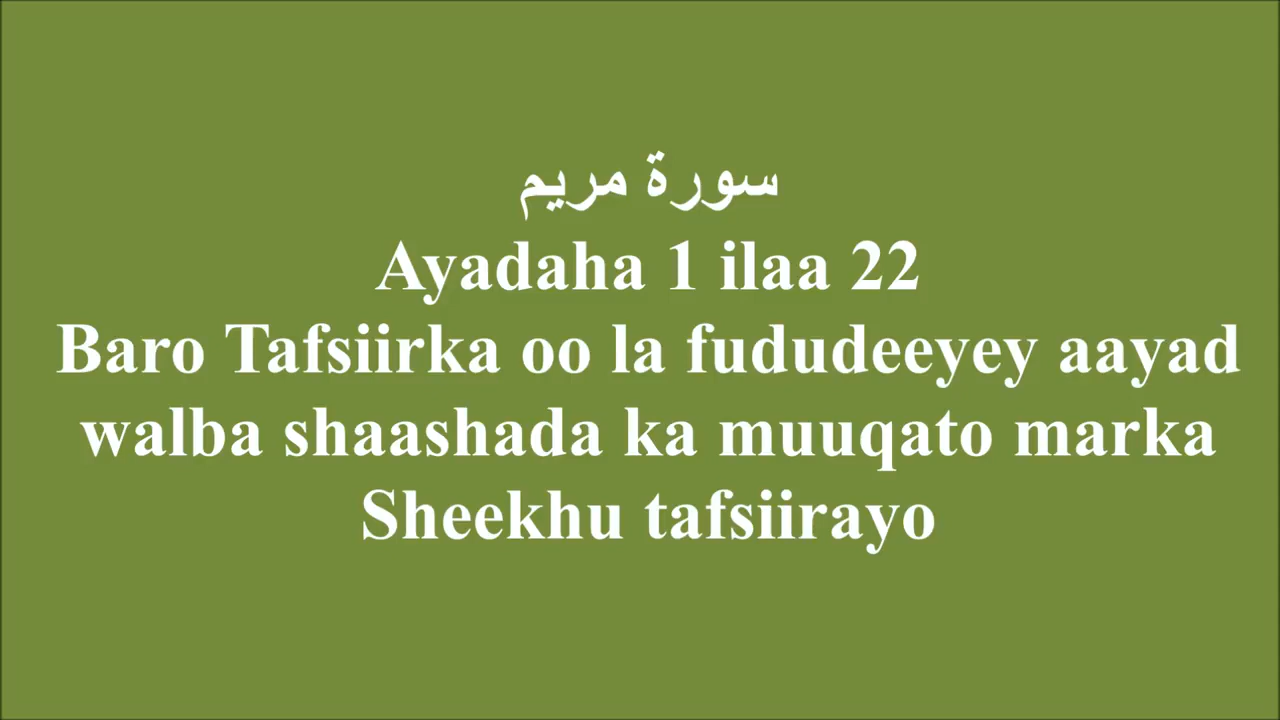 سورة مريم
Ayadaha 1 ilaa 22
Baro Tafsiirka oo la fududeeyey aayad
walba shaashada ka muuqato marka
Sheekhu tafsiirayo